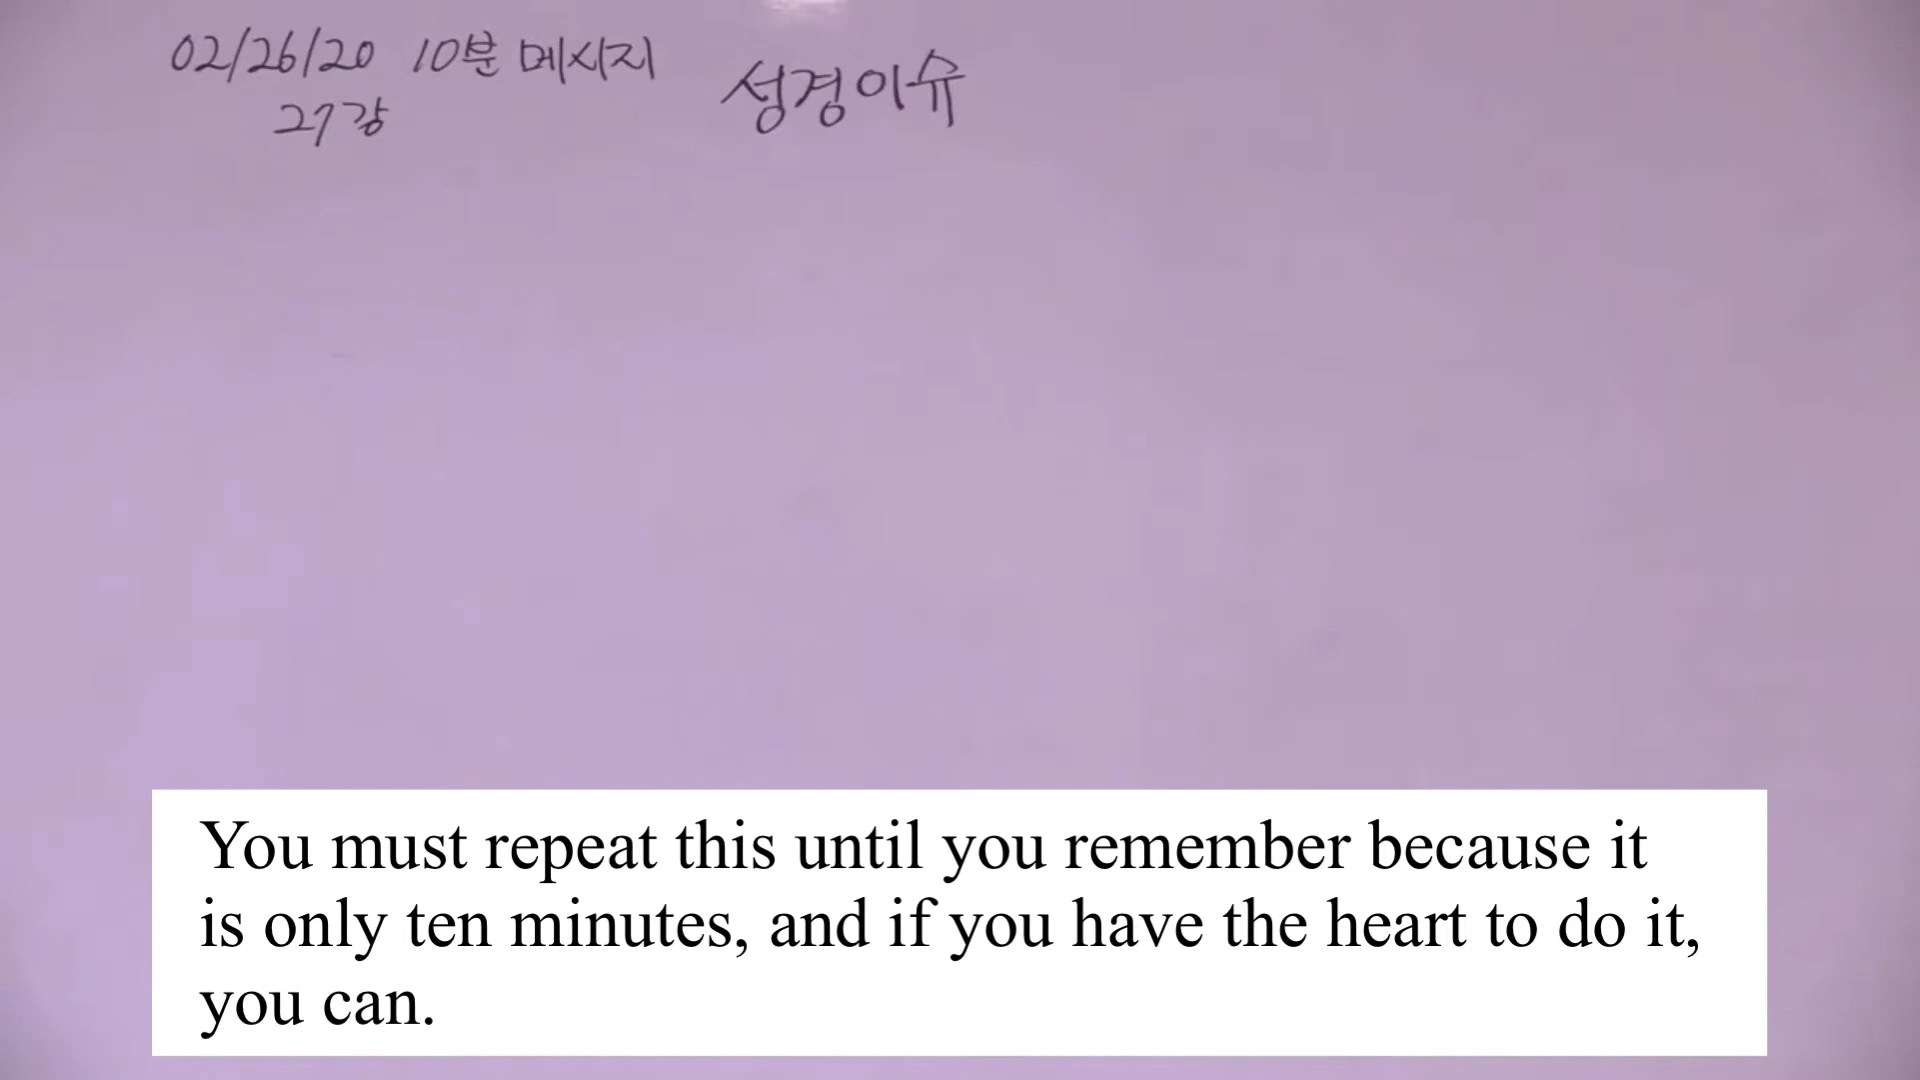 02/26/20 10분 메시지 성경이슈
27강
You must repeat this until you remember because it
is only ten minutes, and if you have the heart to do it,
you can.